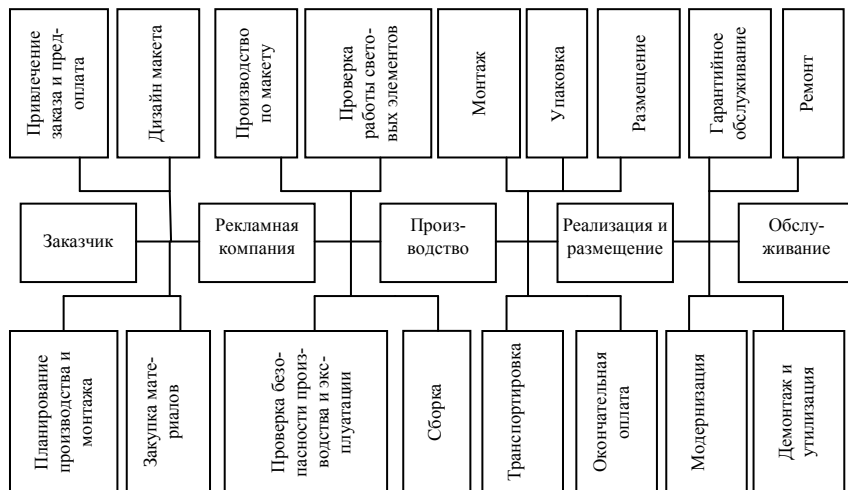 Привлечение
заказа и пред-
оплата
Дизайн макета
Производство
по макету
Проверка
работы свето-
вых элементов
Монтаж
Упаковка
Размещение
Гарантийное
обслуживание
Ремонт
Заказчик
Рекламная
компания
Произ-
водство
Реализация и
размещение
Обслу-
живание
Планирование
производства и
монтажа
Закупка мате-
риалов
Проверка безо-
пасности произ-
водства и экс-
плуатации
Сборка
Транспортировка
Окончательная
оплата
Модернизация
Демонтаж и
утилизация